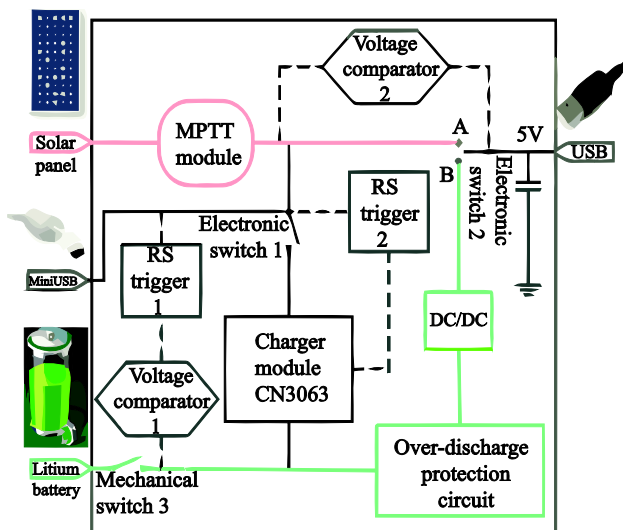 Voltage
comparator
2
MPTT
module
Solar
panel
A
B
5V
USB
Electronic
switch 2
RS
trigger
2
Electronic
switch 1
RS
trigger
1
MiniUSB
DC/DC
Charger
module
CN3063
Voltage
comparator
1
Over-discharge
protection
circuit
Litium
battery
Mechanical
switch 3